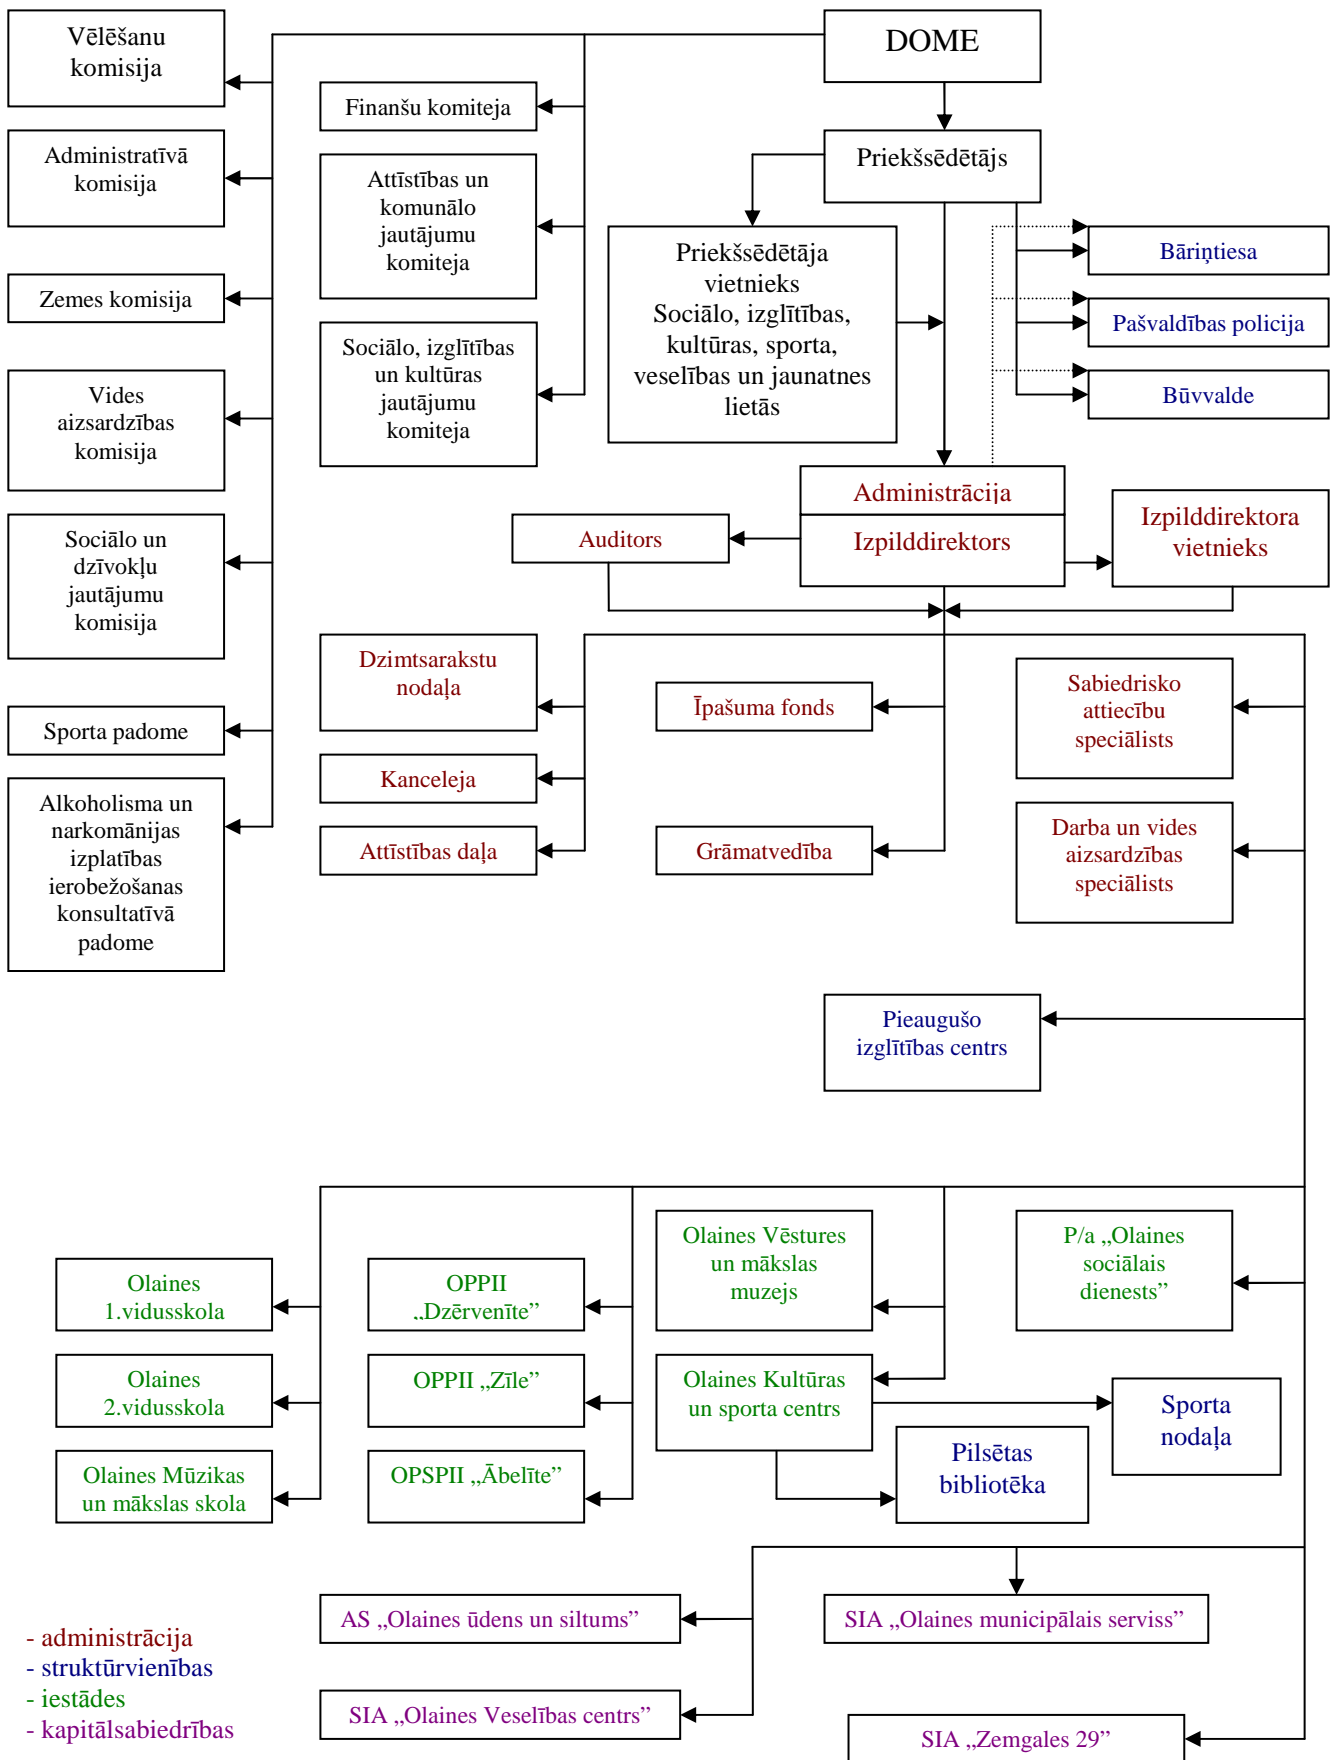 DOME
Priekšsēdētājs
Vēlēšanu
komisija
Administratīvā
komisija
Zemes komisija
Vides
aizsardzības
komisija
Sociālo un
dzīvokļu
jautājumu
komisija
Sporta padome
Alkoholisma un
narkomānijas
izplatības
ierobežošanas
konsultatīvā
padome
Finanšu komiteja
Attīstības un
komunālo
jautājumu
komiteja
Sociālo, izglītības
un kultūras
jautājumu
komiteja
Priekšsēdētāja
vietnieks
Sociālo, izglītības,
kultūras, sporta,
veselības un jaunatnes
lietās
Bāriņtiesa
Pašvaldības policija
Būvvalde
Administrācija
Izpilddirektors
Auditors
Izpilddirektora
vietnieks
Dzimtsarakstu
nodaļa
Kanceleja
Attīstības daļa
Īpašuma fonds
Grāmatvedība
Sabiedrisko
attiecību
speciālists
Darba un vides
aizsardzības
speciālists
Pieaugušo
izglītības centrs
Olaines
1.vidusskola
Olaines
2.vidusskola
Olaines Mūzikas
un mākslas skola
OPPII
„Dzērvenīte”
OPPII „Zīle”
OPSPII „Ābelīte”
Olaines Vēstures
un mākslas
muzejs
Olaines Kultūras
un sporta centrs
P/a „Olaines
sociālais
dienests”
Sporta
nodaļa
Pilsētas
bibliotēka
AS „Olaines ūdens un siltums”
SIA „Olaines municipālais serviss”
SIA „Olaines Veselības centrs”
SIA „Zemgales 29”
- administrācija
- struktūrvienības
- iestādes
- kapitālsabiedrības